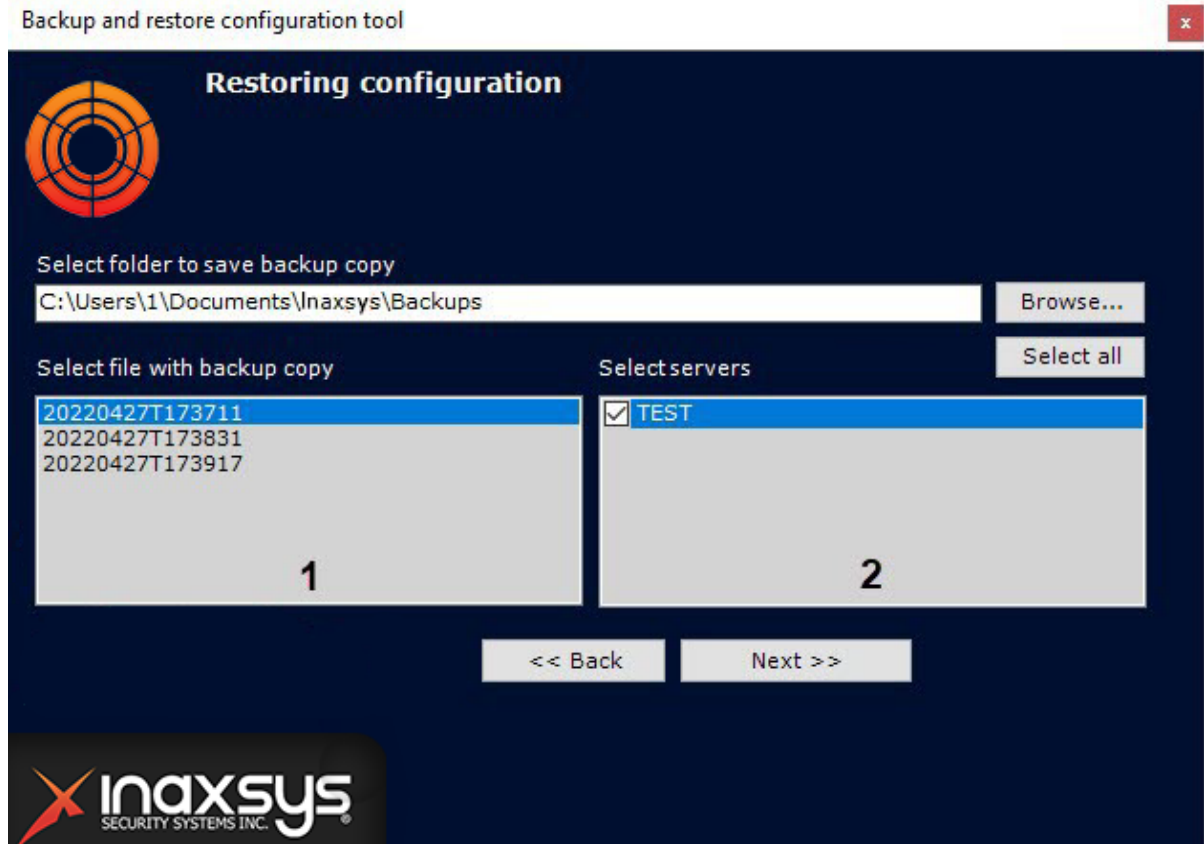 Backup and restore configuration tool
x
Restoring configuration
Select folder to save backup copy
C:\Users\1\Documents\Inaxsys\Backups
Browse...
Select all
Select file with backup copy
Select servers
20220427T173711
20220427T173831
20220427T173917
1
TEST
2
<< Back
Next >>
inaxsys
SECURITY SYSTEMS INC.
®